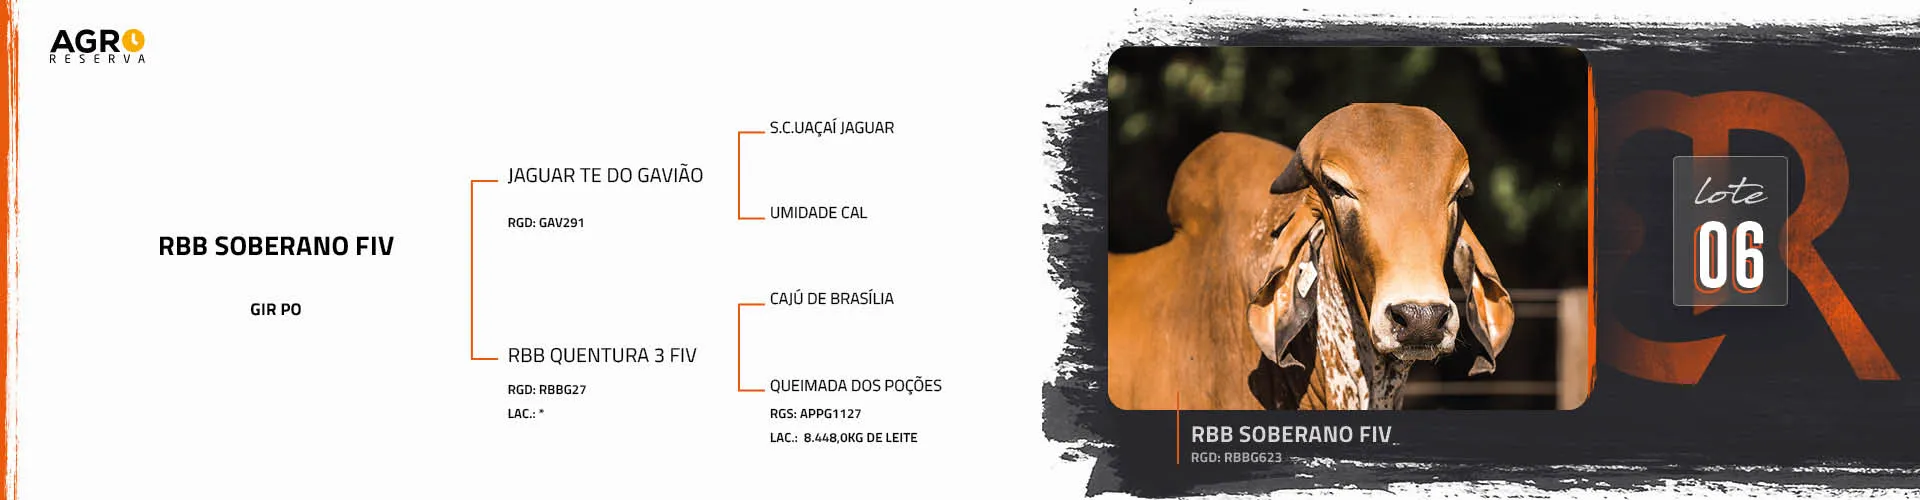 AGRO
RESERVA
RBB SOBERANO FIV
GIR PO
JAGUAR TE DO GAVIÃO
RGD: GAV291
RBB QUENTURA 3 FIV
RGD: RBBG27
LAC.: *
S.C.UAÇAÍ JAGUAR
UMIDADE CAL
CAJÚ DE BRASÍLIA
QUEIMADA DOS POÇÕES
RGS: APPG1127
LAC.: 8.448,0KG DE LEITE
lote
06
RBB SOBERANO FIV
RGD: RBBG623